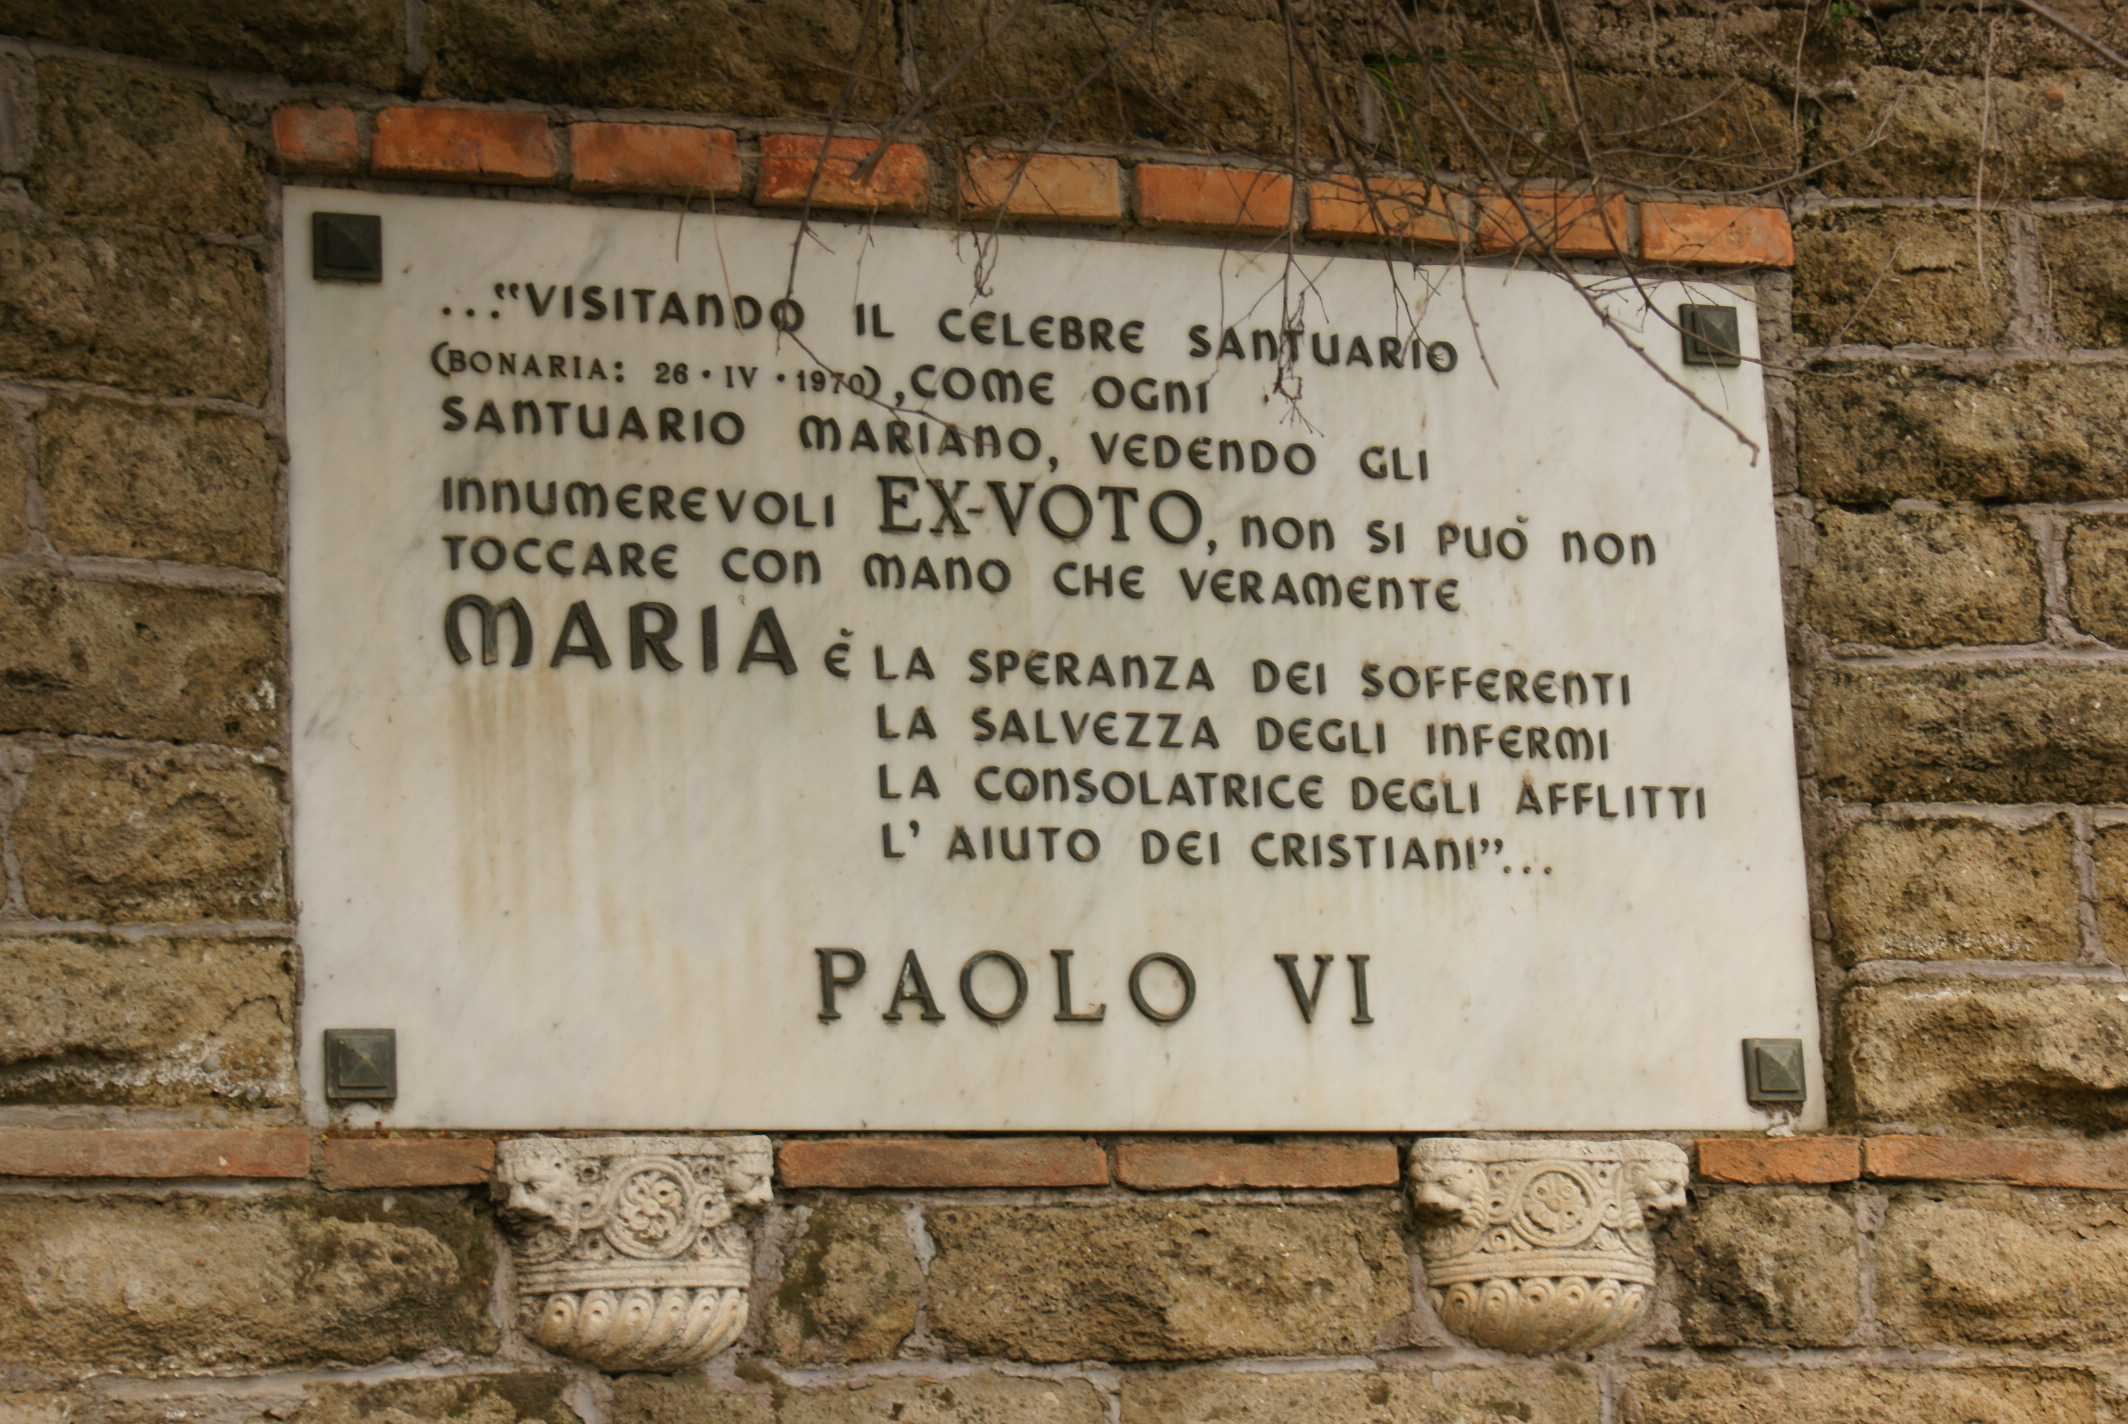 ..."VISITANDO IL CELEBRE SANTUARIO
(BONARIA: 26·IV·1970), COME OGNI
SANTUARIO MARIANO, VEDENDO GLI
INNUMEREVOLI EX-VOTO, NON SI PUÒ NON
TOCCARE CON MANO CHE VERAMENTE
MARIA È LA SPERANZA DEI SOFFERENTI
LA SALVEZZA DEGLI INFERMI
LA CONSOLATRICE DEGLI AFFLITTI
L' AIUTO DEI CRISTIANI"...
PAOLO VI